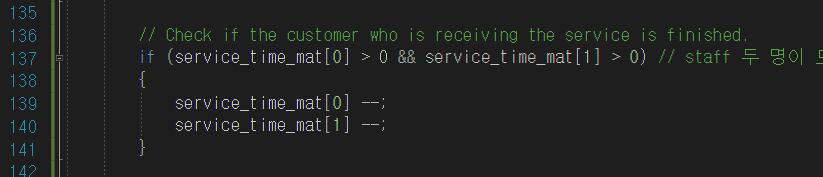 135
136 // Check if the customer who is receiving the service is finished.
137 if (service_time_mat[0] > 0 && service_time_mat[1] > 0) // staff 두 명이
138 {
139 service_time_mat[0] --;
140 service_time_mat[1] --;
141 }
142